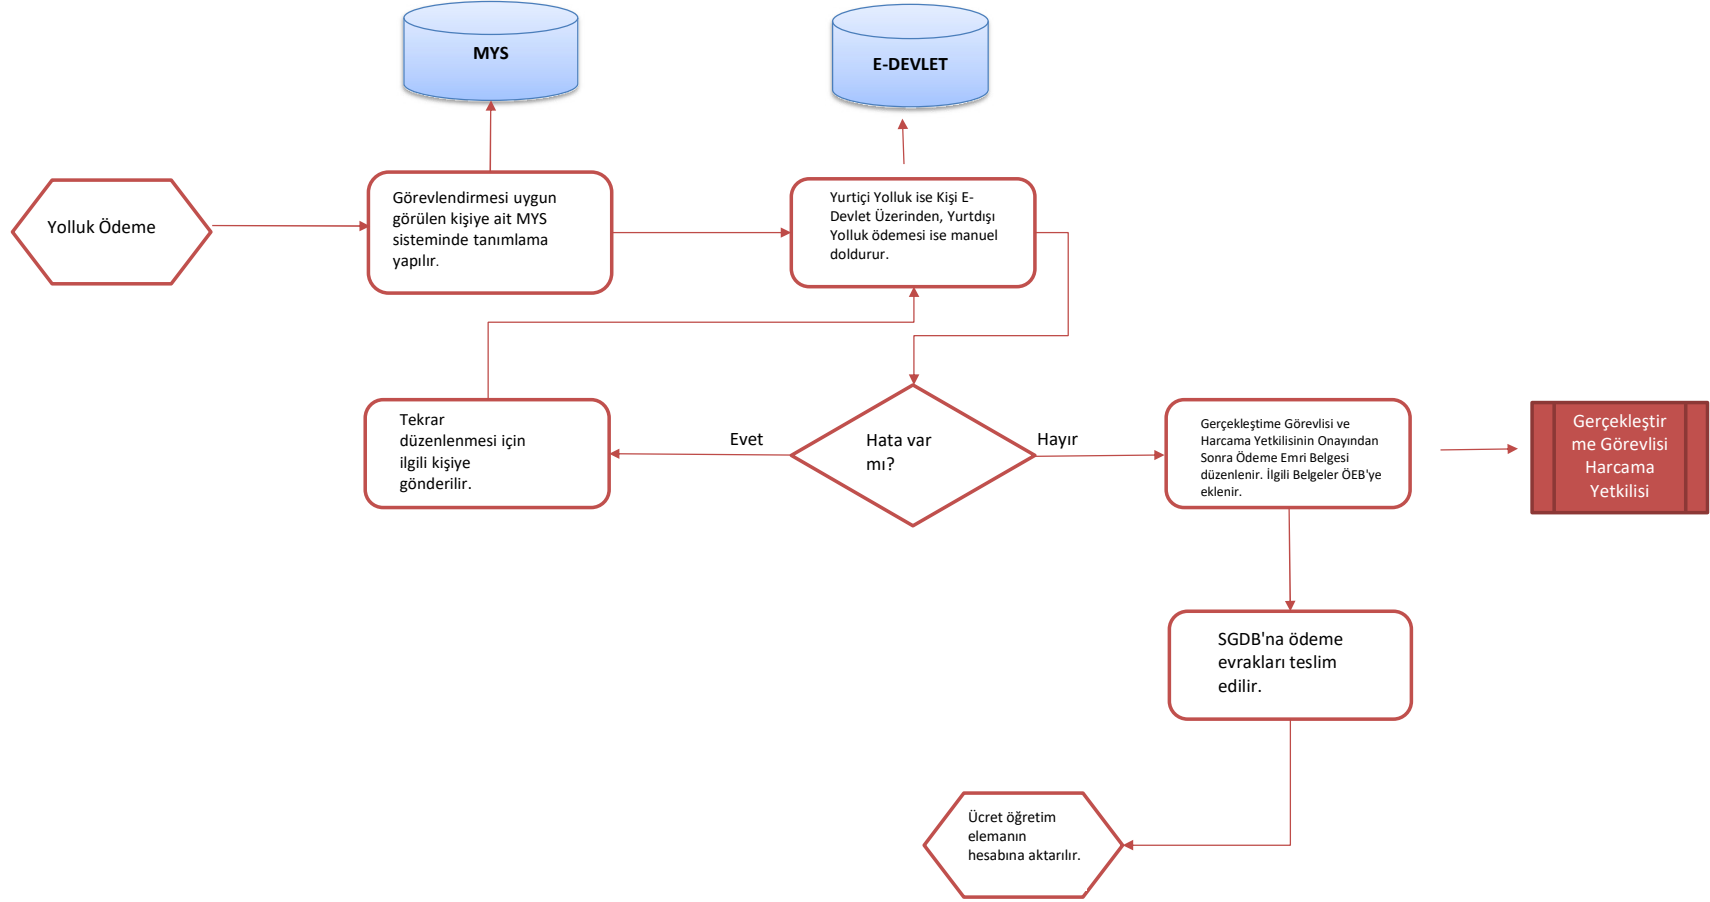 MYS
E-DEVLET
Yolluk Ödeme
Görevlendirmesi uygun
görülen kişiye ait MYS
sisteminde tanımlama
yapılır.
Yurtiçi Yolluk ise Kişi E-
Devlet Üzerinden, Yurtdışı
Yolluk ödemesi ise manuel
doldurur.
Tekrar
düzenlenmesi için
ilgili kişiye
gönderilir.
Evet
Hata var
mı?
Hayır
Gerçekleştime Görevlisi ve
Harcama Yetkilisinin Onayından
Sonra Ödeme Emri Belgesi
düzenlenir. İlgili Belgeler ÖEB'ye
eklenir.
Gerçekleştir
me Görevlisi
Harcama
Yetkilisi
SGDB'na ödeme
evrakları teslim
edilir.
Ücret öğretim
elemanın
hesabına aktarılır.